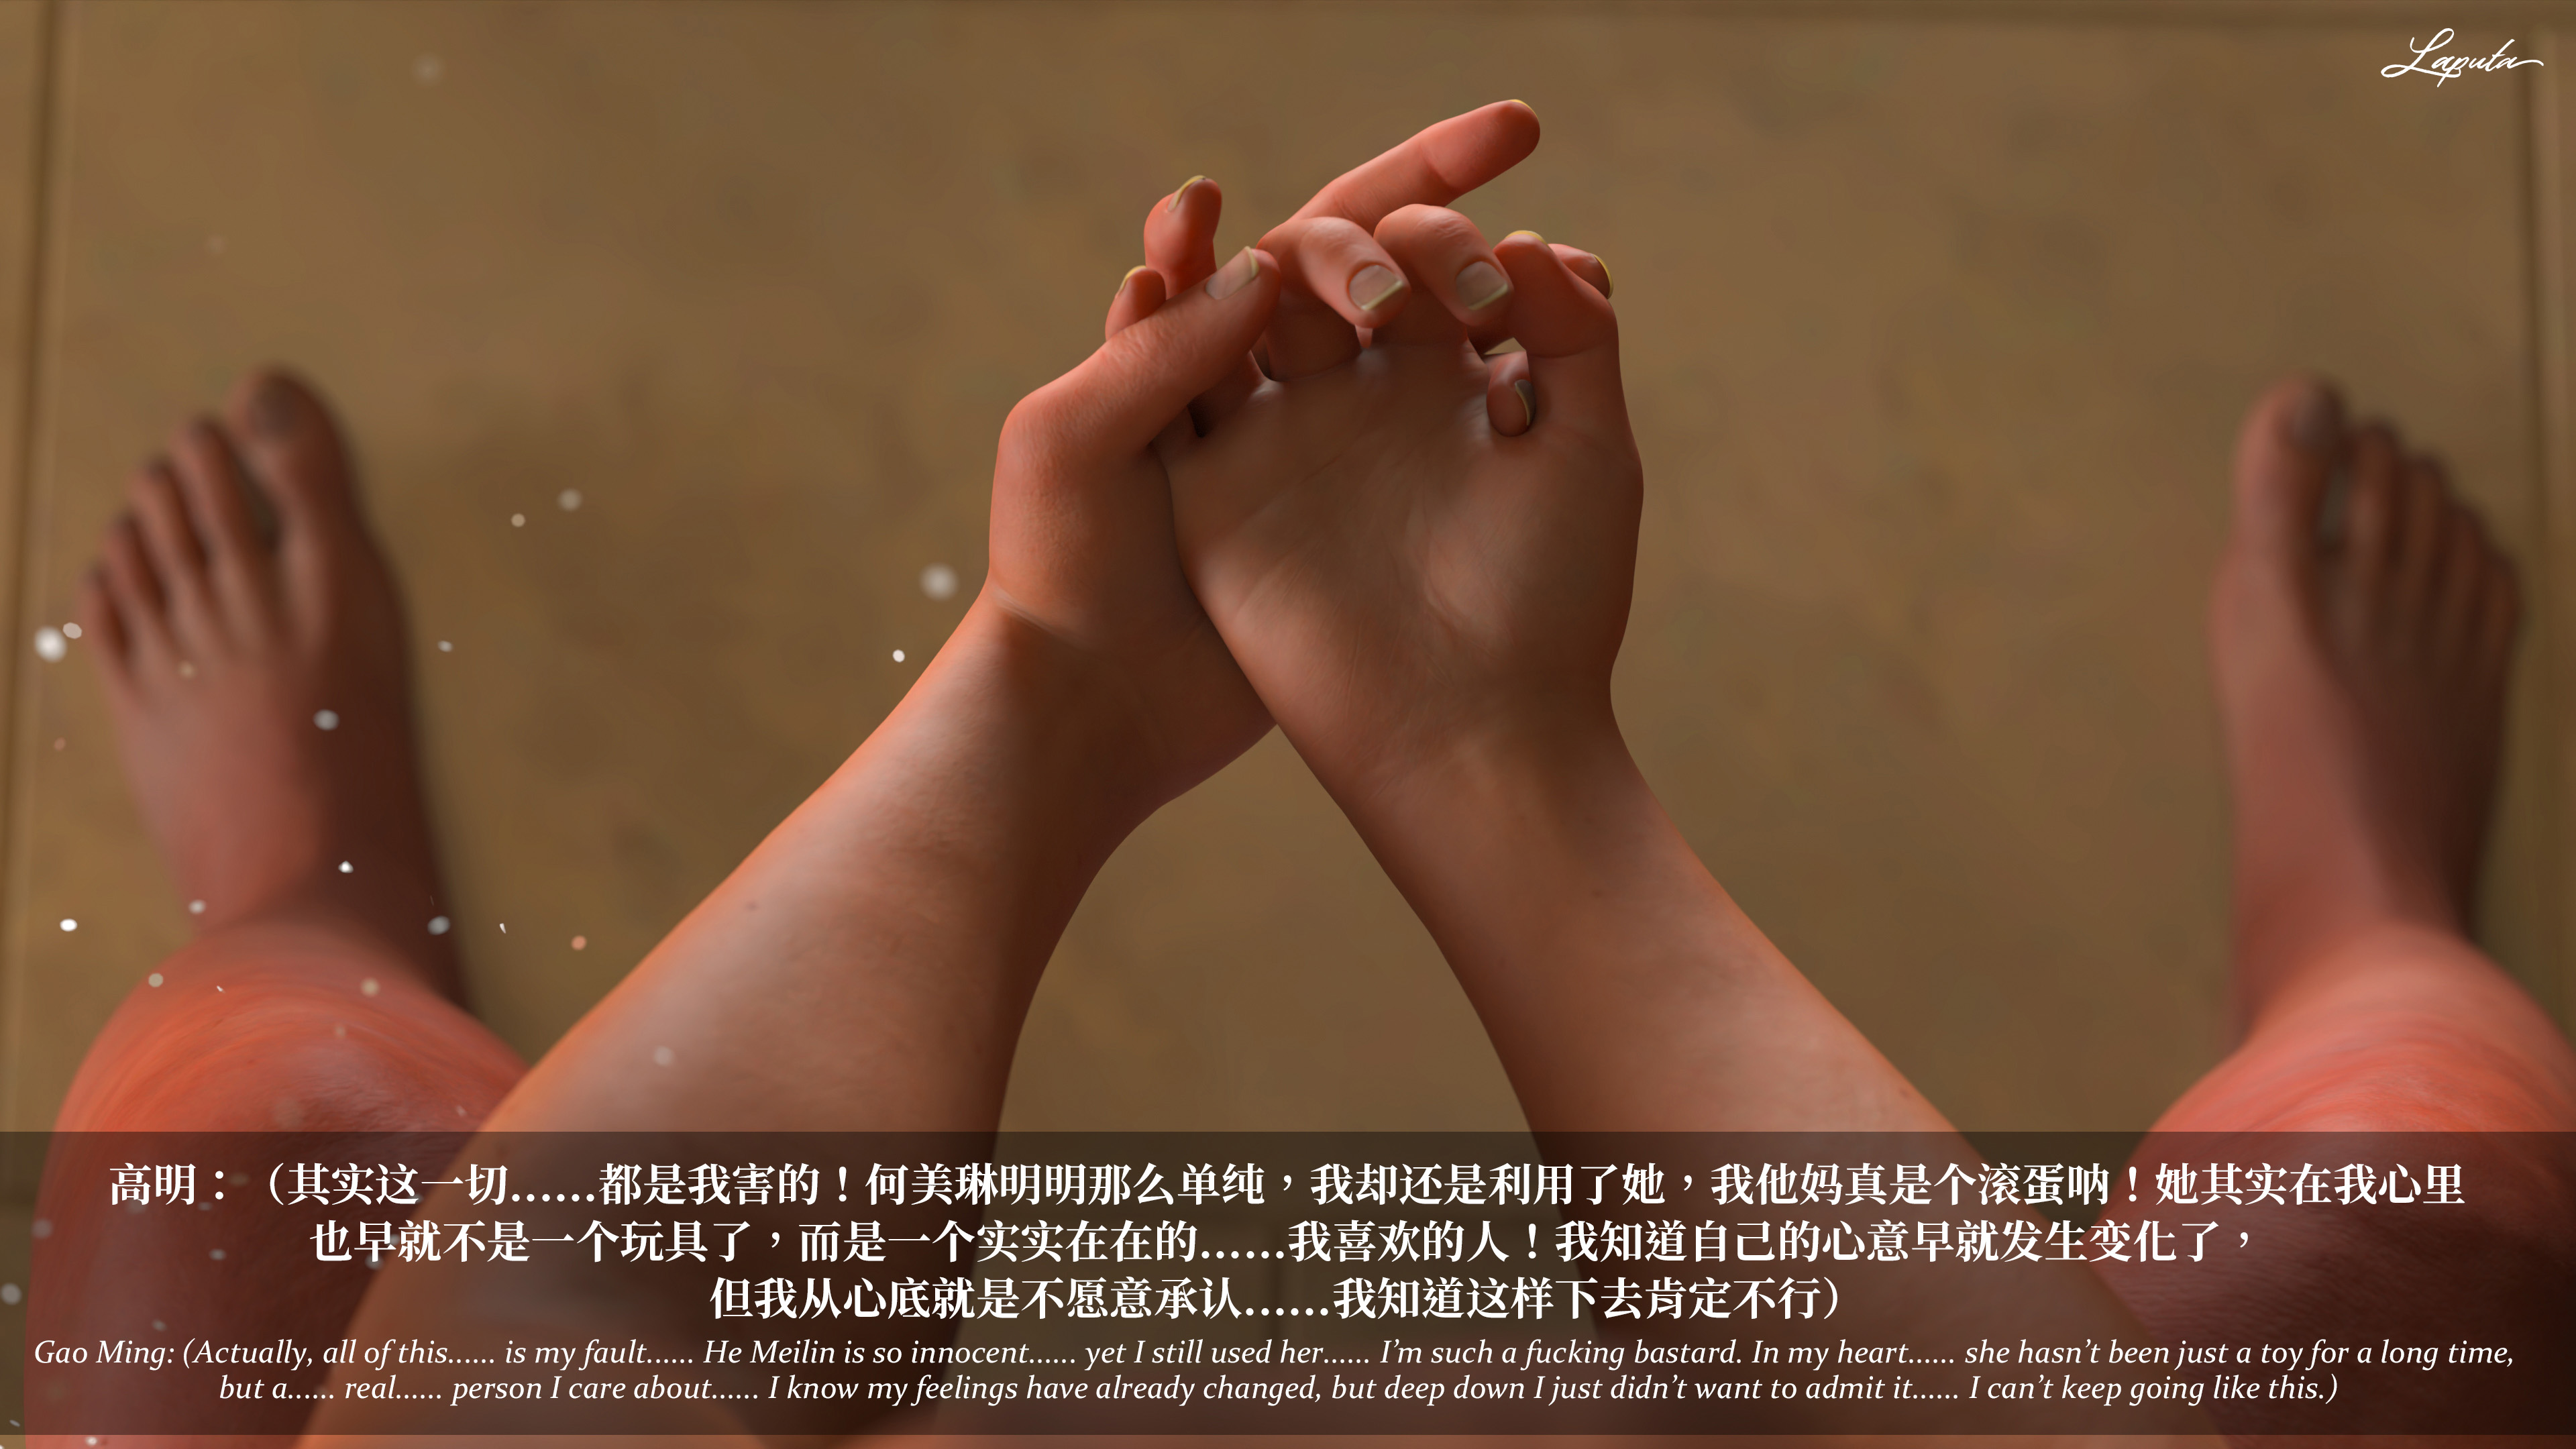 Laputa
高明：（其实这一切......都是我害的！何美琳明明那么单纯，我却还是利用了她，我他妈真是个滚蛋呐！她其实在我心里
也早就不是一个玩具了，而是一个实实在在的......我喜欢的人！我知道自己的心意早就发生变化了，
但我从心底就是不愿意承认......我知道这样下去肯定不行）
Gao Ming: (Actually, all of this...... is my fault...... He Meilin is so innocent...... yet I still used her...... I’m such a fucking bastard. In my heart...... she hasn’t been just a toy for a long time,
but a...... real...... person I care about...... I know my feelings have already changed, but deep down I just didn’t want to admit it...... I can’t keep going like this.)